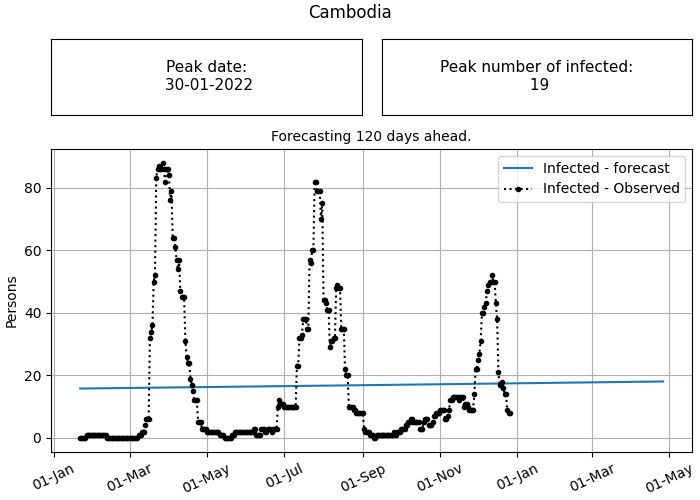 Cambodia
Peak date:
30-01-2022
Peak number of infected:
19
Forecasting 120 days ahead.
Infected - forecast
Infected - Observed
80
60
40
20
0
Persons
01-Jan
01-Mar
01-May
01-Jul
01-Sep
01-Nov
01-Jan
01-Mar
01-May